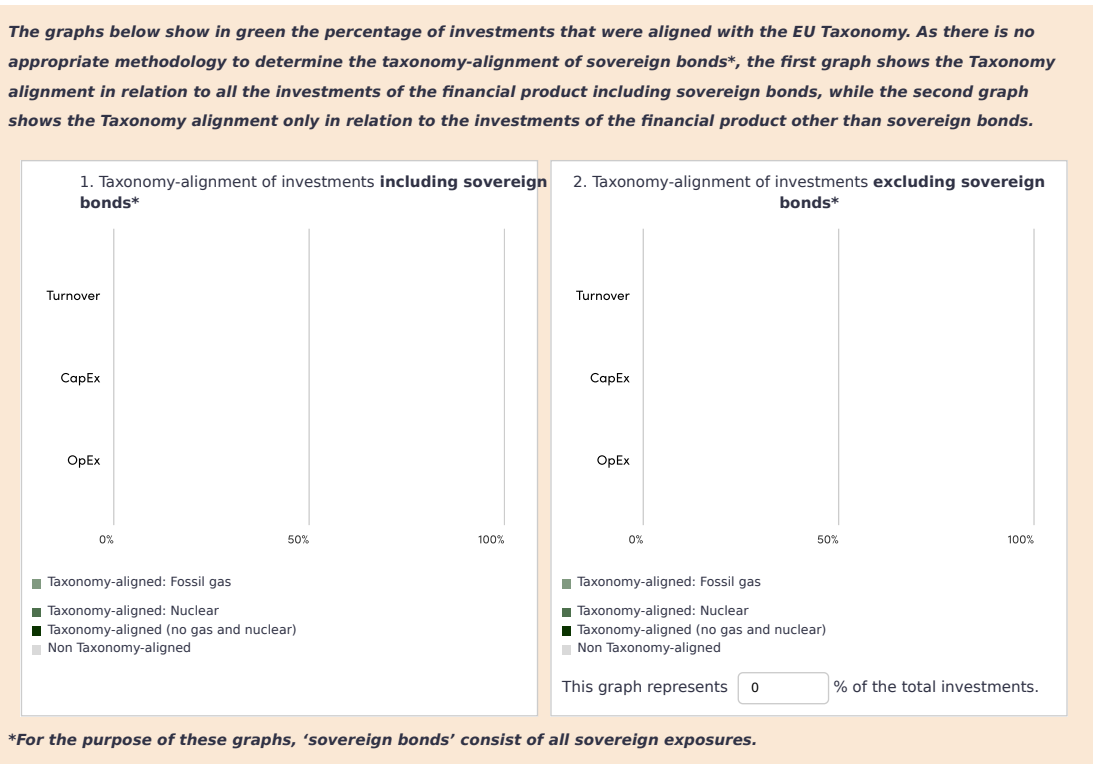 The graphs below show in green the percentage of investments that were aligned with the EU Taxonomy. As there is no
appropriate methodology to determine the taxonomy-alignment of sovereign bonds*, the first graph shows the Taxonomy
alignment in relation to all the investments of the financial product including sovereign bonds, while the second graph
shows the Taxonomy alignment only in relation to the investments of the financial product other than sovereign bonds.
1. Taxonomy-alignment of investments including sovereign
bonds*
Turnover
CapEx
OpEx
0% 50% 100%
Taxonomy-aligned: Fossil gas
Taxonomy-aligned: Nuclear
Taxonomy-aligned (no gas and nuclear)
Non Taxonomy-aligned
2. Taxonomy-alignment of investments excluding sovereign
bonds*
Turnover
CapEx
OpEx
0% 50% 100%
Taxonomy-aligned: Fossil gas
Taxonomy-aligned: Nuclear
Taxonomy-aligned (no gas and nuclear)
Non Taxonomy-aligned
This graph represents 0 % of the total investments.
*For the purpose of these graphs, ‘sovereign bonds’ consist of all sovereign exposures.